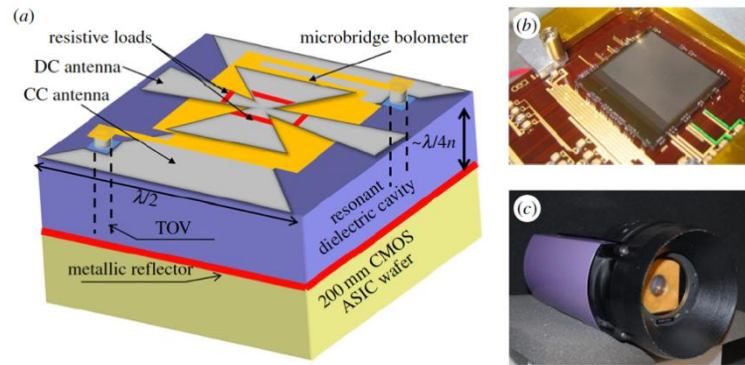 (a)
resistive loads
microbridge bolometer
DC antenna
CC antenna
~λ/4n
λ/2
TOV
resonant
dielectric cavity
metallic reflector
200 mm CMOS
ASIC wafer
(b)
(c)